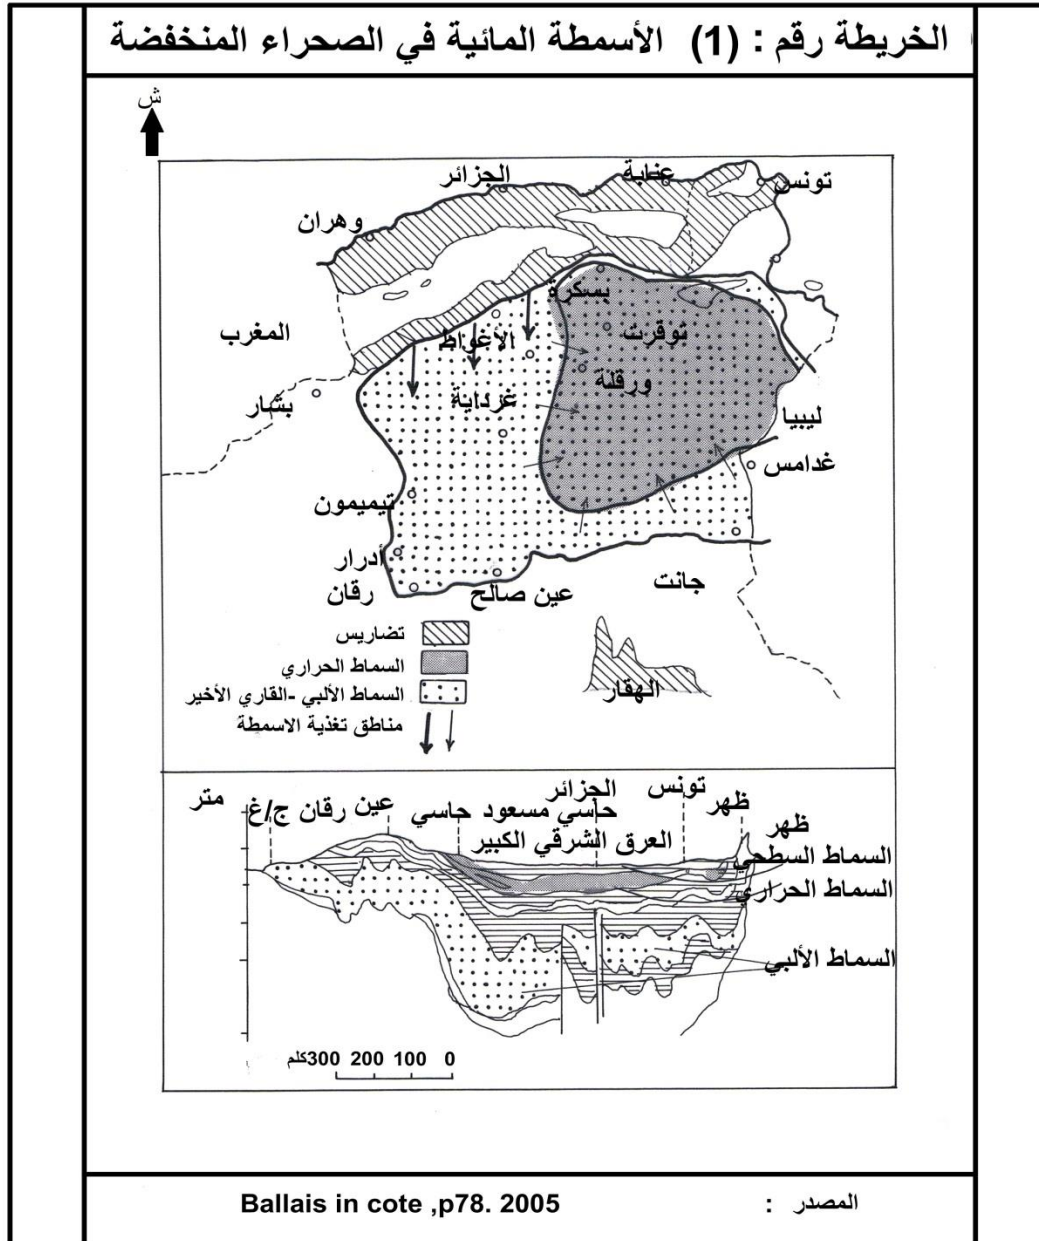 الخريطة رقم : (1) الأسمطة المائية في الصحراء المنخفضة
ش
الجزائر
عنابة
تونس
وهران
بسكرة
المغرب
الأغواط
توقرت
غرداية
ورقلة
بشار
ليبيا
غدامس
تيميمون
أدرار
رقان
عين صالح
جانت
تضاريس
السماط الحراري
السماط الألبي -القاري الأخير
مناطق تغذية الاسمطة
الهقار
متر
رقان ج/غ
عين
حاسي
حاسي مسعود
الجزائر
تونس
ظهر
ظهر
العرق الشرقي الكبير
السماط السطحي
السماط الحراري
السماط الألبي
0 100 200 300كلم
المصدر : Ballais in cote ,p78. 2005